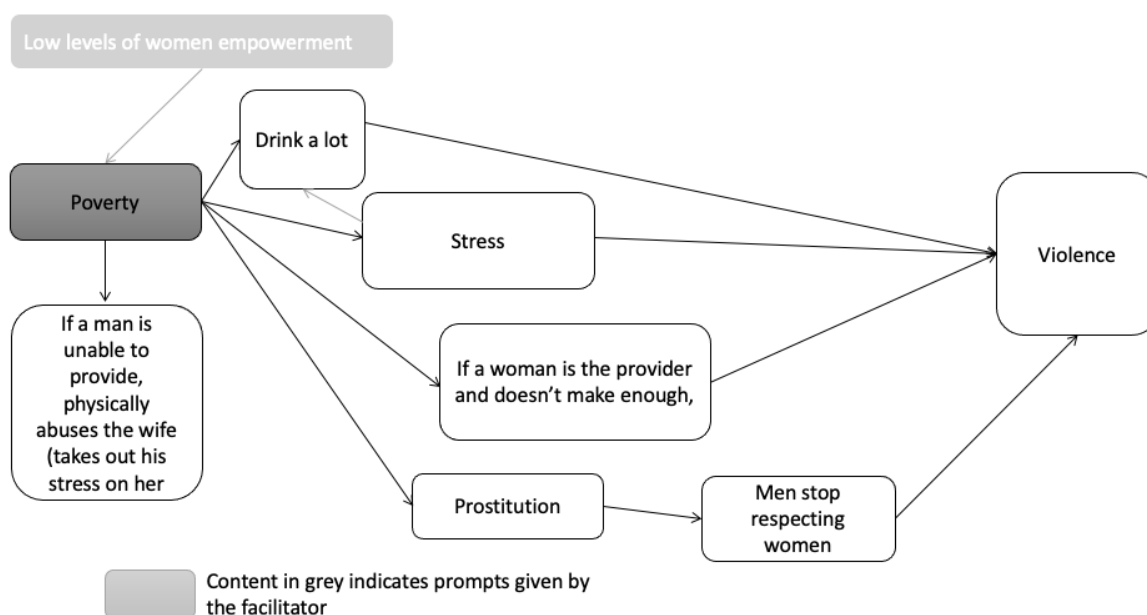 Low levels of women empowerment
Drink a lot
Poverty
Stress
Violence
If a man is
unable to
provide,
physically
abuses the wife
(takes out his
stress on her
If a woman is the provider
and doesn’t make enough,
Prostitution
Men stop
respecting
women
Content in grey indicates prompts given by
the facilitator